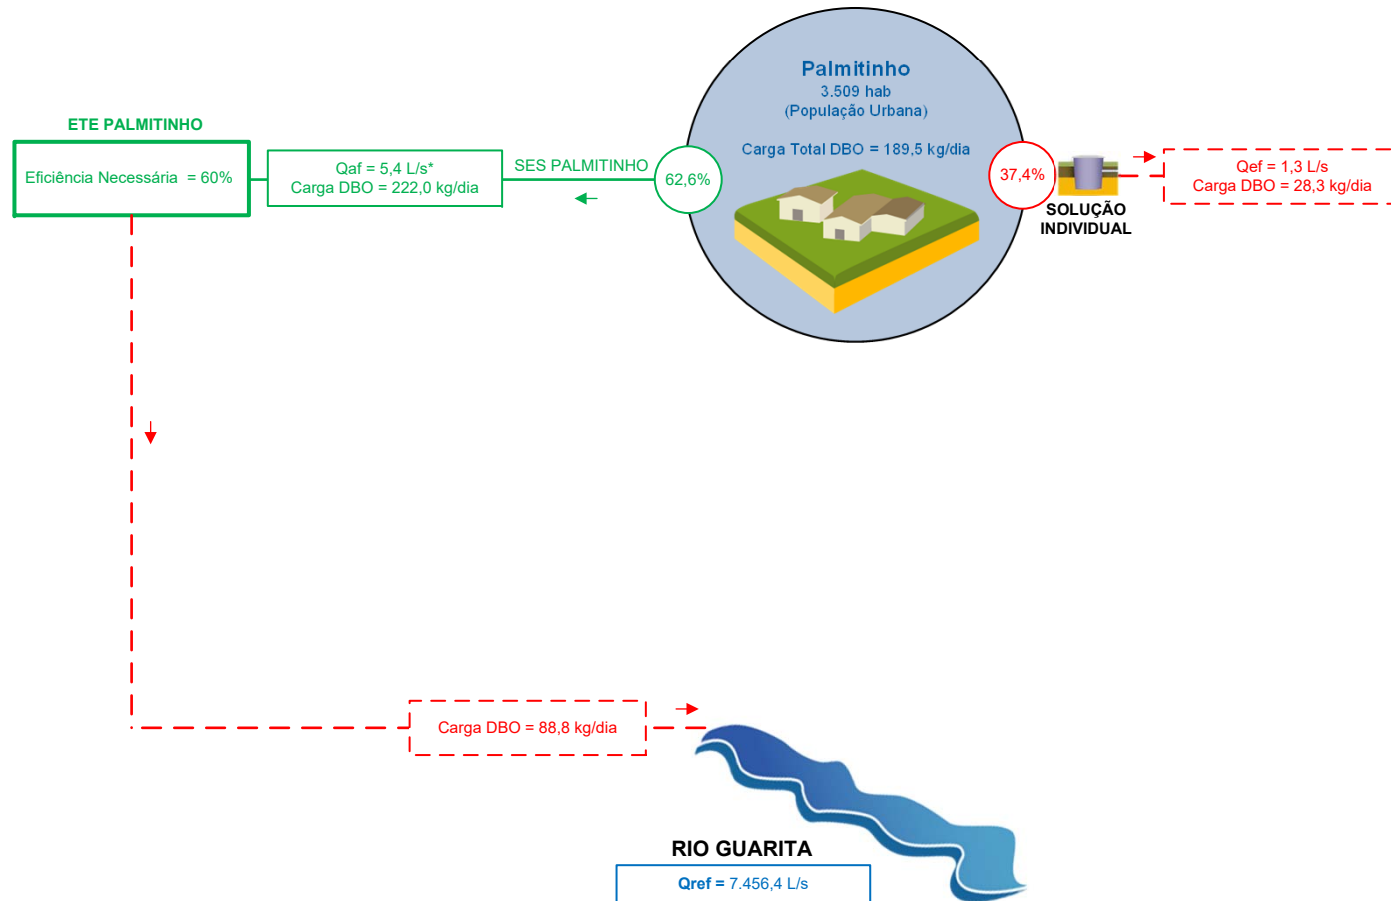 Palmitinho
3.509 hab
(População Urbana)
Carga Total DBO = 189,5 kg/dia
ETE PALMITINHO
Eficiência Necessária = 60%
Qaf = 5,4 L/s*
Carga DBO = 222,0 kg/dia
SES PALMITINHO
62,6%
37,4%
SOLUÇÃO
INDIVIDUAL
Qef = 1,3 L/s
Carga DBO = 28,3 kg/dia
Carga DBO = 88,8 kg/dia
RIO GUARITA
Qref = 7.456,4 L/s